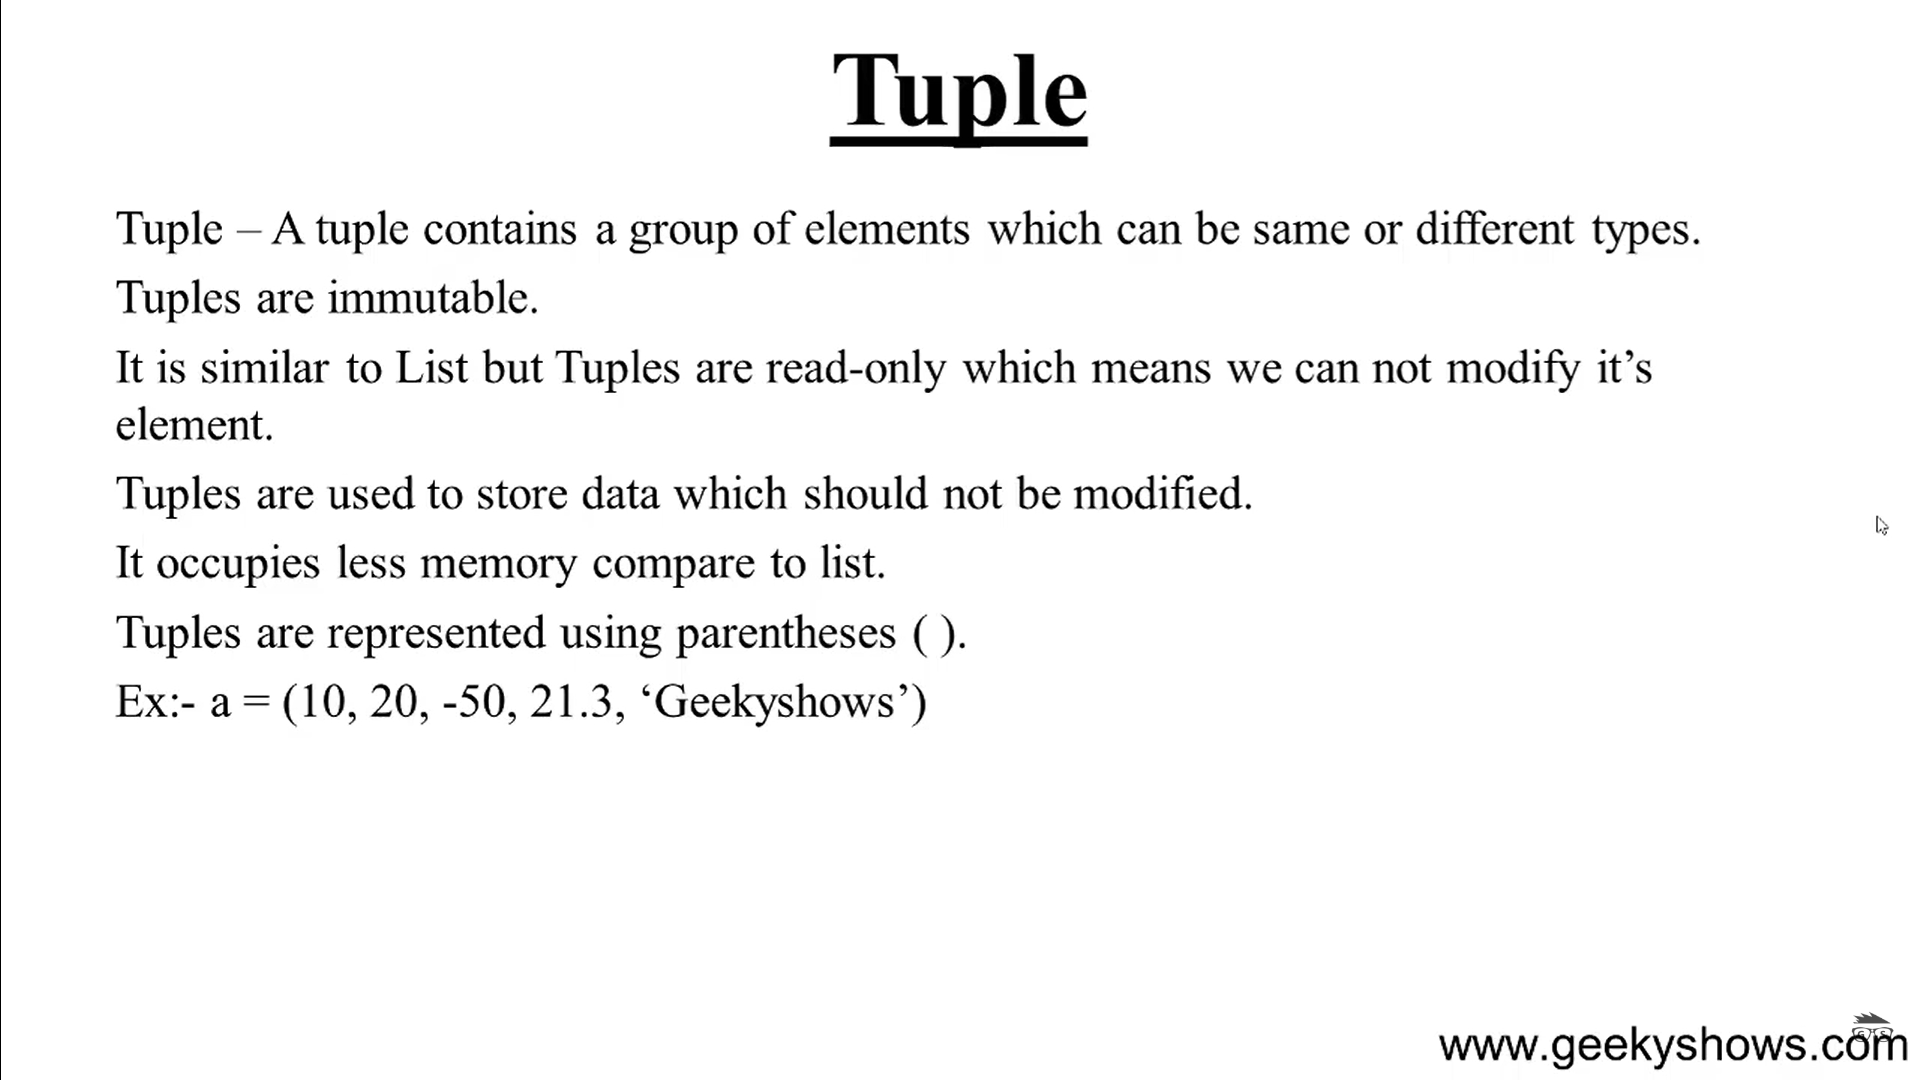 Tuple
Tuple – A tuple contains a group of elements which can be same or different types.
Tuples are immutable.
It is similar to List but Tuples are read-only which means we can not modify it’s
element.
Tuples are used to store data which should not be modified.
It occupies less memory compare to list.
Tuples are represented using parentheses ( ).
Ex:- a = (10, 20, -50, 21.3, ‘Geekyshows’)
www.geekyshows.com